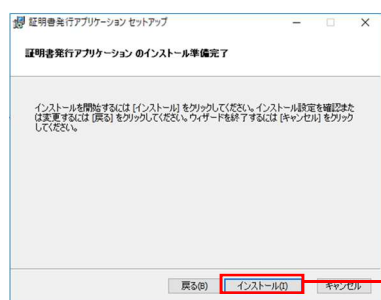 証明書発行アプリケーション セットアップ
証明書発行アプリケーション のインストール準備完了
インストールを開始するには [インストール] をクリックしてください。インストール設定を確認また
は変更するには [戻る] をクリックしてください。ウィザードを終了するには [キャンセル] をクリック
してください。
戻る(B) インストール(I) キャンセル